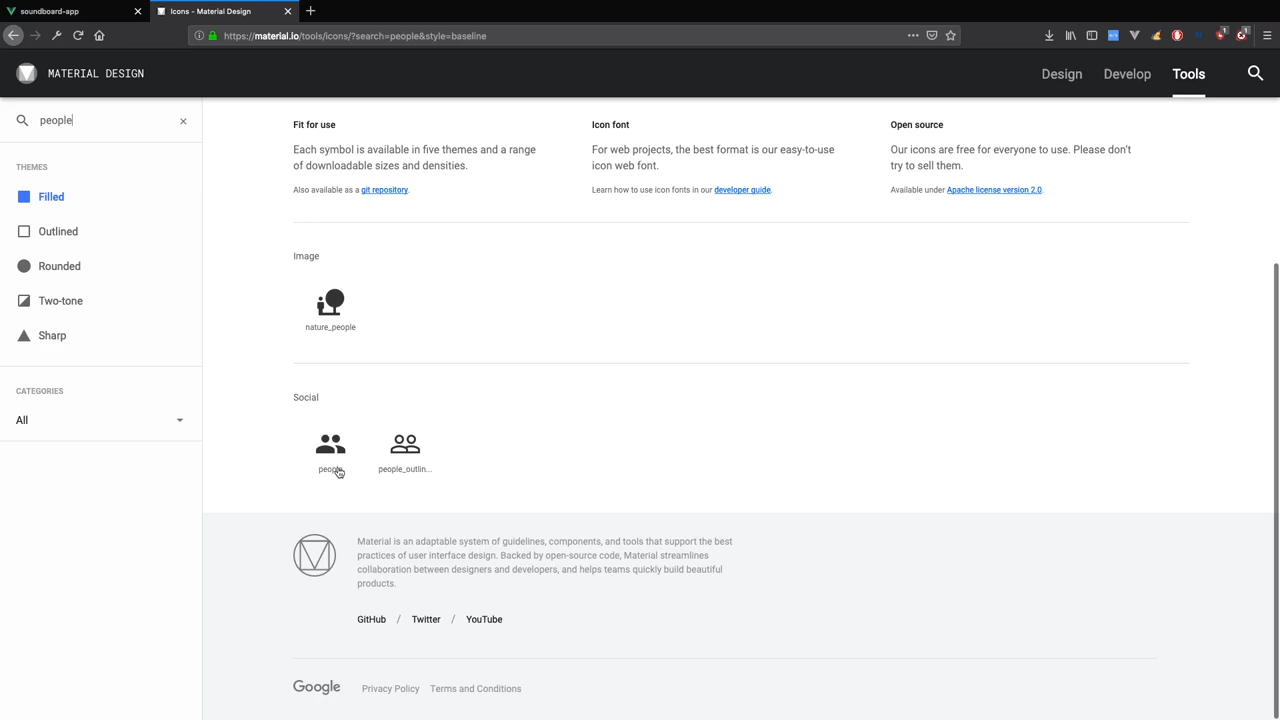 soundboard-app
Icons - Material Design
https://material.io/tools/icons/?search=people&style=baseline
MATERIAL DESIGN
Design
Develop
Tools
people
THEMES
Filled
Outlined
Rounded
Two-tone
Sharp
CATEGORIES
All
Fit for use
Each symbol is available in five themes and a range
of downloadable sizes and densities.
Also available as a git repository.
Icon font
For web projects, the best format is our easy-to-use
icon web font.
Learn how to use icon fonts in our developer guide.
Open source
Our icons are free for everyone to use. Please don't
try to sell them.
Available under Apache license version 2.0.
Image
nature_people
Social
people
people_outlin...
Material is an adaptable system of guidelines, components, and tools that support the best
practices of user interface design. Backed by open-source code, Material streamlines
collaboration between designers and developers, and helps teams quickly build beautiful
products.
GitHub / Twitter / YouTube
Google
Privacy Policy
Terms and Conditions